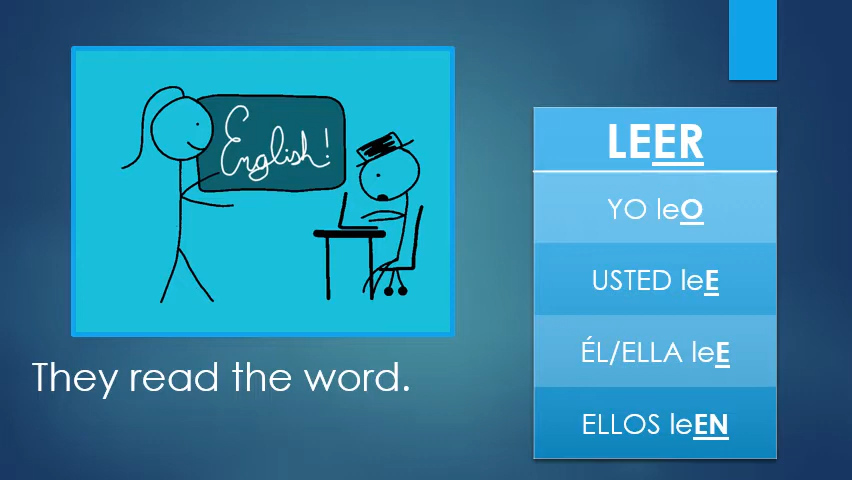 English!
They read the word.
LEER
YO leO
USTED leE
ÉL/ELLA leE
ELLOS leEN